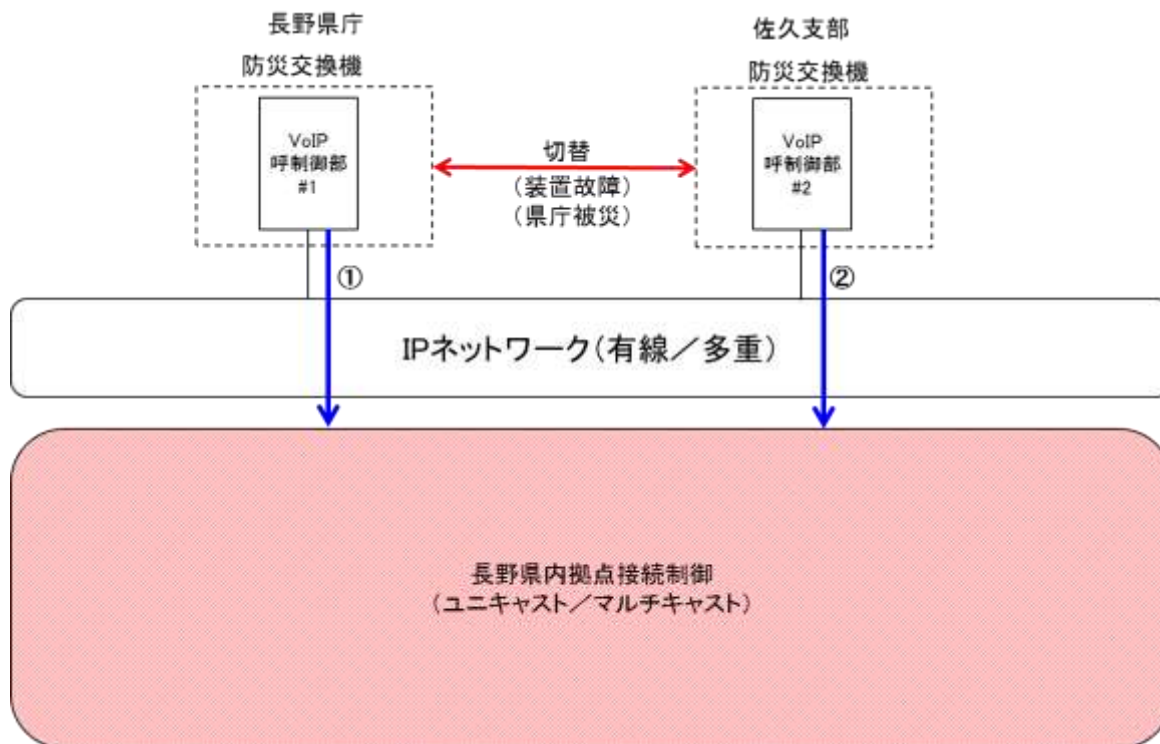 長野県庁
防災交換機
VoIP
呼制御部
#1
切替
(装置故障)
(県庁被災)
佐久支部
防災交換機
VoIP
呼制御部
#2
①
②
IPネットワーク(有線／多重)
長野県内拠点接続制御
(ユニキャスト／マルチキャスト)